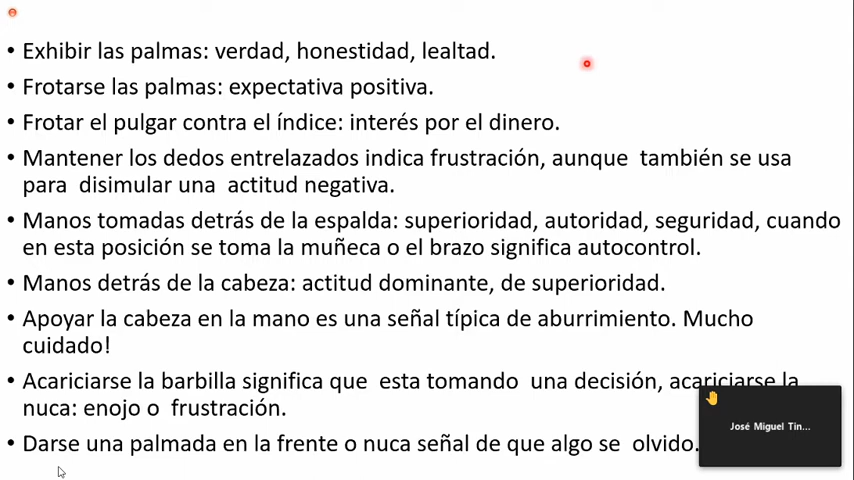 • Exhibir las palmas: verdad, honestidad, lealtad.
• Frotarse las palmas: expectativa positiva.
• Frotar el pulgar contra el índice: interés por el dinero.
• Mantener los dedos entrelazados indica frustración, aunque también se usa
para disimular una actitud negativa.
• Manos tomadas detrás de la espalda: superioridad, autoridad, seguridad, cuando
en esta posición se toma la muñeca o el brazo significa autocontrol.
• Manos detrás de la cabeza: actitud dominante, de superioridad.
• Apoyar la cabeza en la mano es una señal típica de aburrimiento. Mucho
cuidado!
• Acariciarse la barbilla significa que esta tomando una decisión, acariciarse la
nuca: enojo o frustración.
• Darse una palmada en la frente o nuca señal de que algo se olvido.
José Miguel Tin...